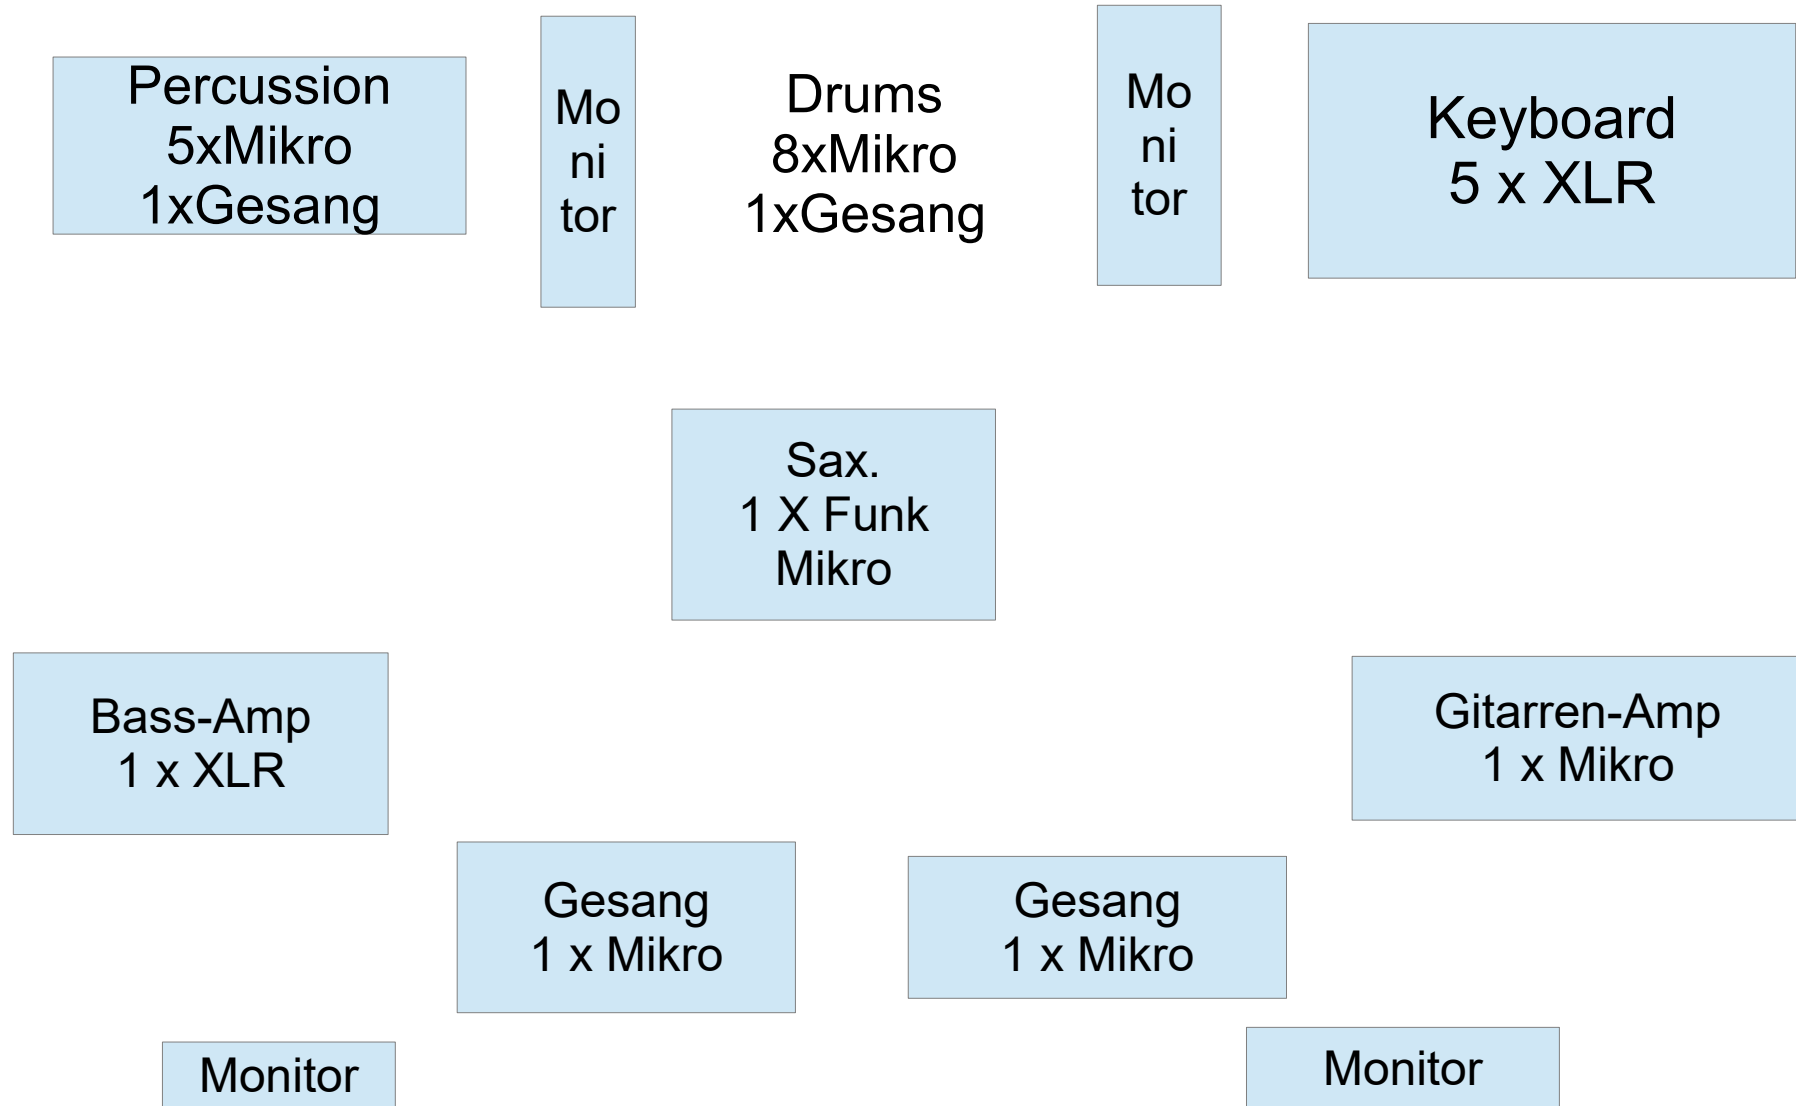 Percussion
5xMikro
1xGesang
Mo
ni
tor
Drums
8xMikro
1xGesang
Mo
ni
tor
Keyboard
5 x XLR
Sax.
1 X Funk
Mikro
Bass-Amp
1 x XLR
Gitarren-Amp
1 x Mikro
Gesang
1 x Mikro
Gesang
1 x Mikro
Monitor
Monitor